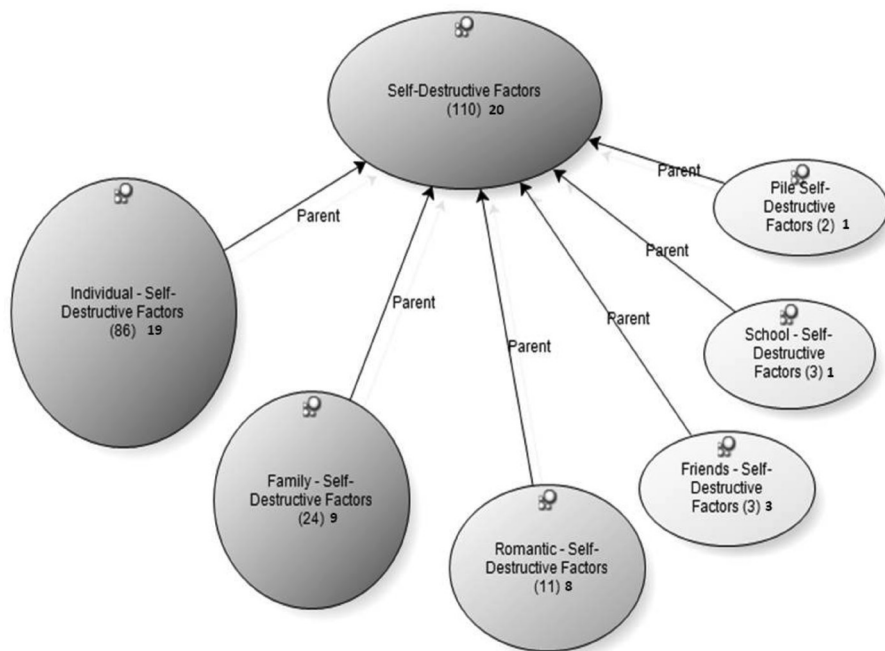 Self-Destructive Factors
(110) 20
Parent
Parent
Parent
Parent
Parent
Parent
Individual - Self-
Destructive Factors
(86) 19
Family - Self-
Destructive Factors
(24) 9
Romantic - Self-
Destructive Factors
(11) 8
Friends - Self-
Destructive
Factors (3) 3
School - Self-
Destructive
Factors (3) 1
Pile Self-
Destructive
Factors (2) 1